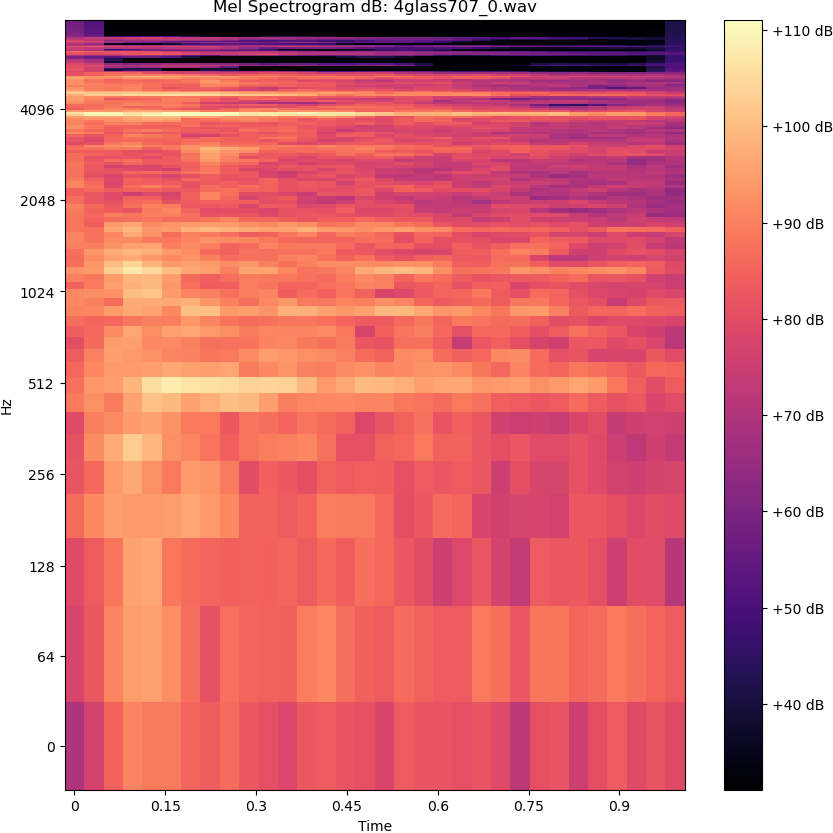 Mel Spectrogram dB: 4glass707_0.wav
+110 dB
+100 dB
+90 dB
+80 dB
+70 dB
+60 dB
+50 dB
+40 dB
4096
2048
1024
512
256
128
64
0
Hz
0 0.15 0.3 0.45 0.6 0.75 0.9
Time